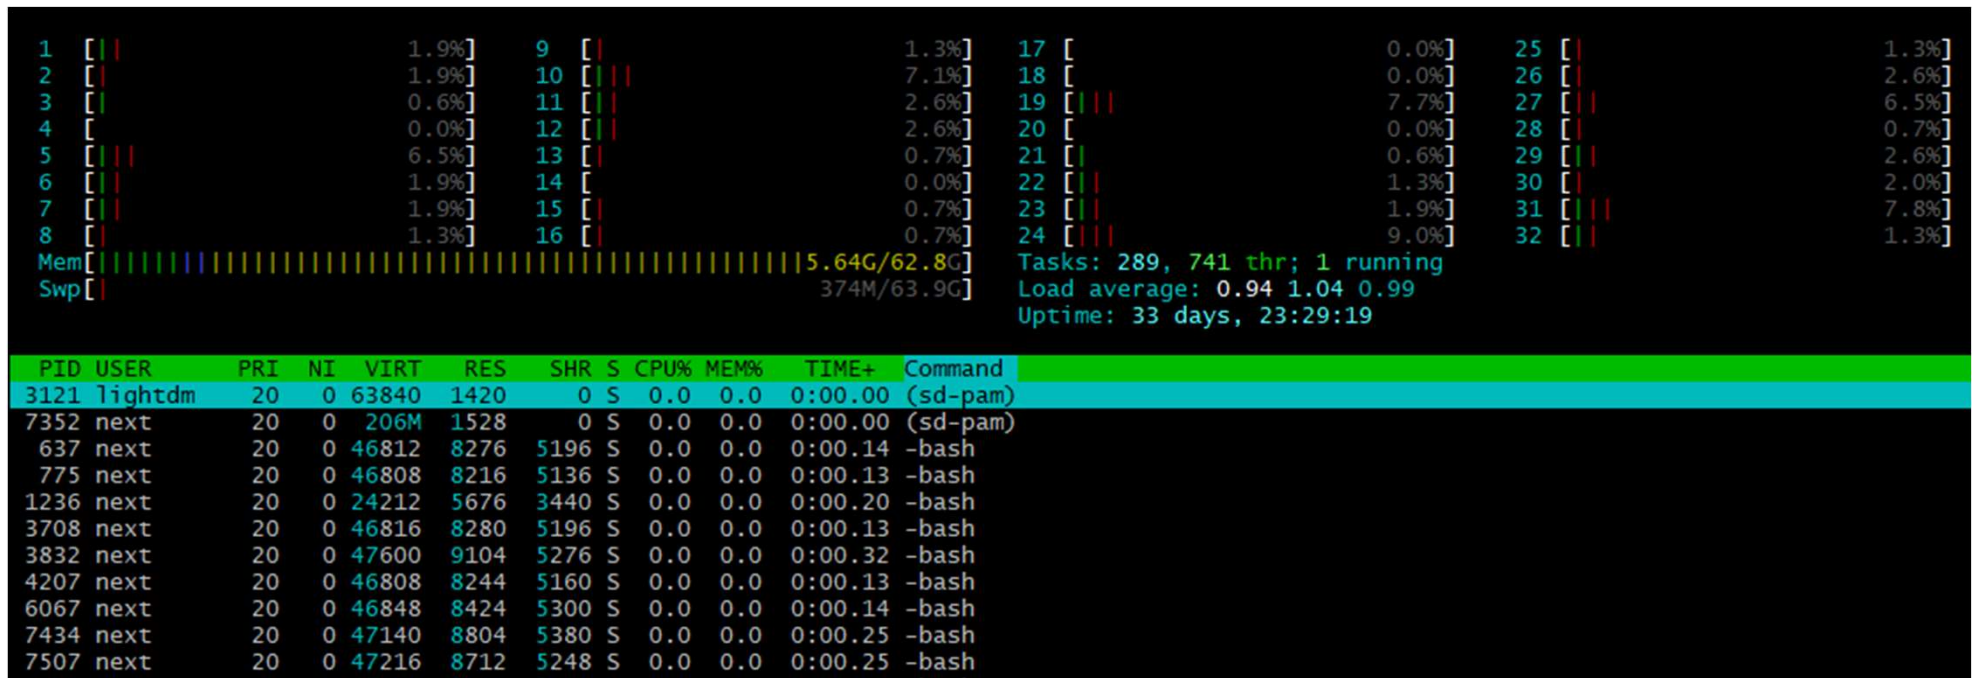 1 [|| 1.9%] 9 [| 1.3%] 17 [ 0.0%] 25 [| 1.3%]
2 [| 1.9%] 10 [||| 7.1%] 18 [ 0.0%] 26 [| 2.6%]
3 [| 0.6%] 11 [|| 2.6%] 19 [||| 7.7%] 27 [|| 6.5%]
4 [ 0.0%] 12 [|| 2.6%] 20 [ 0.0%] 28 [| 0.7%]
5 [||| 6.5%] 13 [| 0.7%] 21 [| 0.6%] 29 [|| 2.6%]
6 [|| 1.9%] 14 [ 0.0%] 22 [|| 1.3%] 30 [| 2.0%]
7 [|| 1.9%] 15 [| 0.7%] 23 [|| 1.9%] 31 [||| 7.8%]
8 [| 1.3%] 16 [| 0.7%] 24 [||| 9.0%] 32 [|| 1.3%]
Mem[||||||||||||||||||||||||||||||||||||||||||||||||||5.64G/62.8G] Tasks: 289, 741 thr; 1 running
Swp[| 374M/63.9G] Load average: 0.94 1.04 0.99
Uptime: 33 days, 23:29:19
PID USER PRI NI VIRT RES SHR S CPU% MEM% TIME+ Command
3121 lightdm 20 0 63840 1420 0 S 0.0 0.0 0:00.00 (sd-pam)
7352 next 20 0 206M 1528 0 S 0.0 0.0 0:00.00 (sd-pam)
637 next 20 0 46812 8276 5196 S 0.0 0.0 0:00.14 -bash
775 next 20 0 46808 8216 5136 S 0.0 0.0 0:00.13 -bash
1236 next 20 0 24212 5676 3440 S 0.0 0.0 0:00.20 -bash
3708 next 20 0 46816 8280 5196 S 0.0 0.0 0:00.13 -bash
3832 next 20 0 47600 9104 5276 S 0.0 0.0 0:00.32 -bash
4207 next 20 0 46808 8244 5160 S 0.0 0.0 0:00.13 -bash
6067 next 20 0 46848 8424 5300 S 0.0 0.0 0:00.14 -bash
7434 next 20 0 47140 8804 5380 S 0.0 0.0 0:00.25 -bash
7507 next 20 0 47216 8712 5248 S 0.0 0.0 0:00.25 -bash